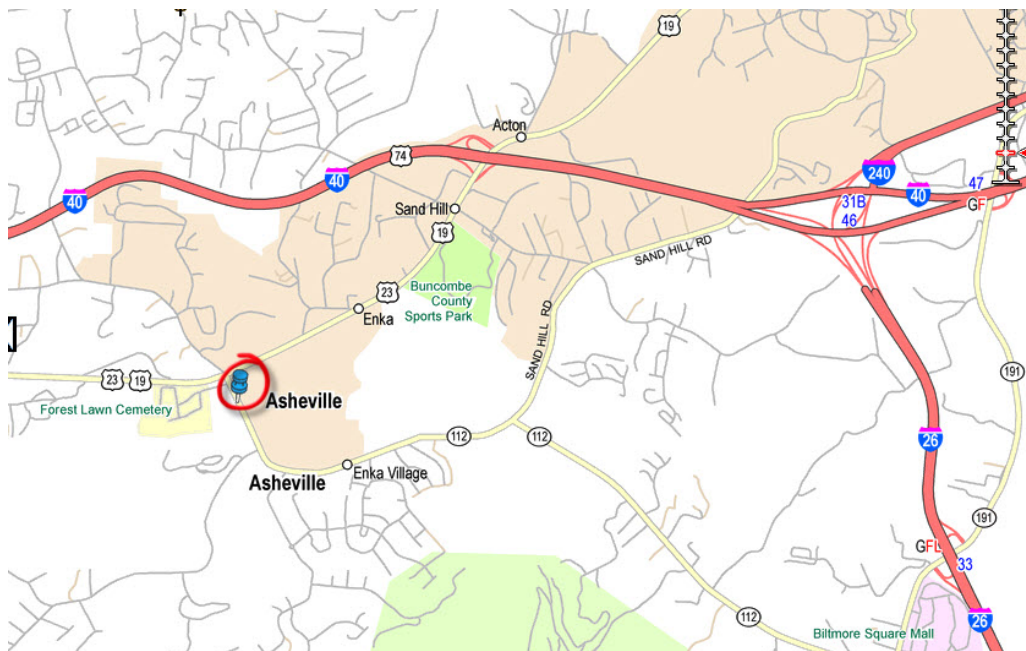 19
Acton
74
40
40
240
47
31B
40
GF
46
Sand Hill
19
SAND HILL RD
Buncombe
County
Sports Park
23
Enka
SAND HILL RD
191
23
19
Asheville
Forest Lawn Cemetery
112
112
26
Enka Village
Asheville
191
GFL
33
112
26
Biltmore Square Mall